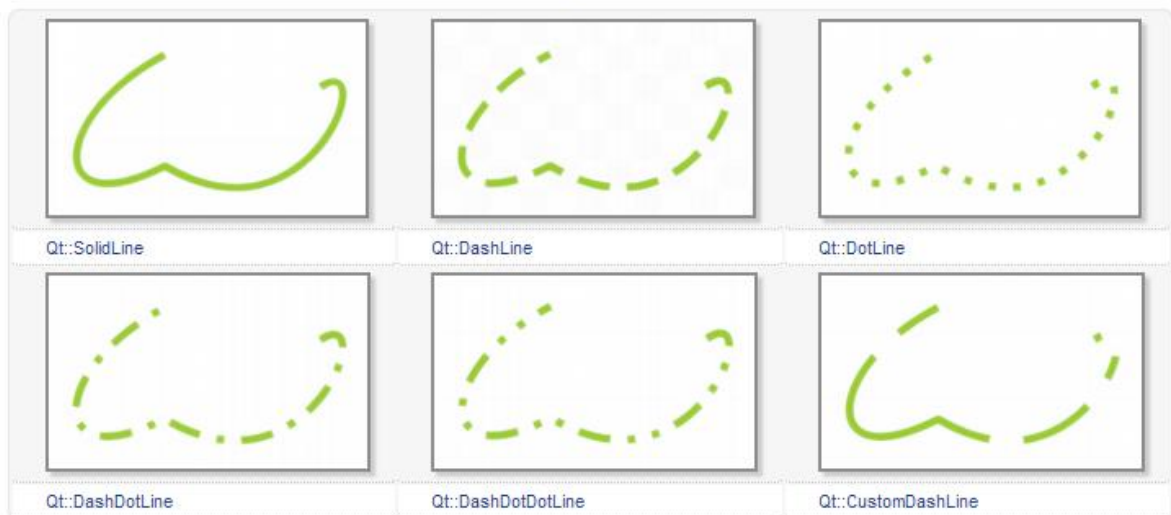 Qt::SolidLine
Qt::DashLine
Qt::DotLine
Qt::DashDotLine
Qt::DashDotDotLine
Qt::CustomDashLine